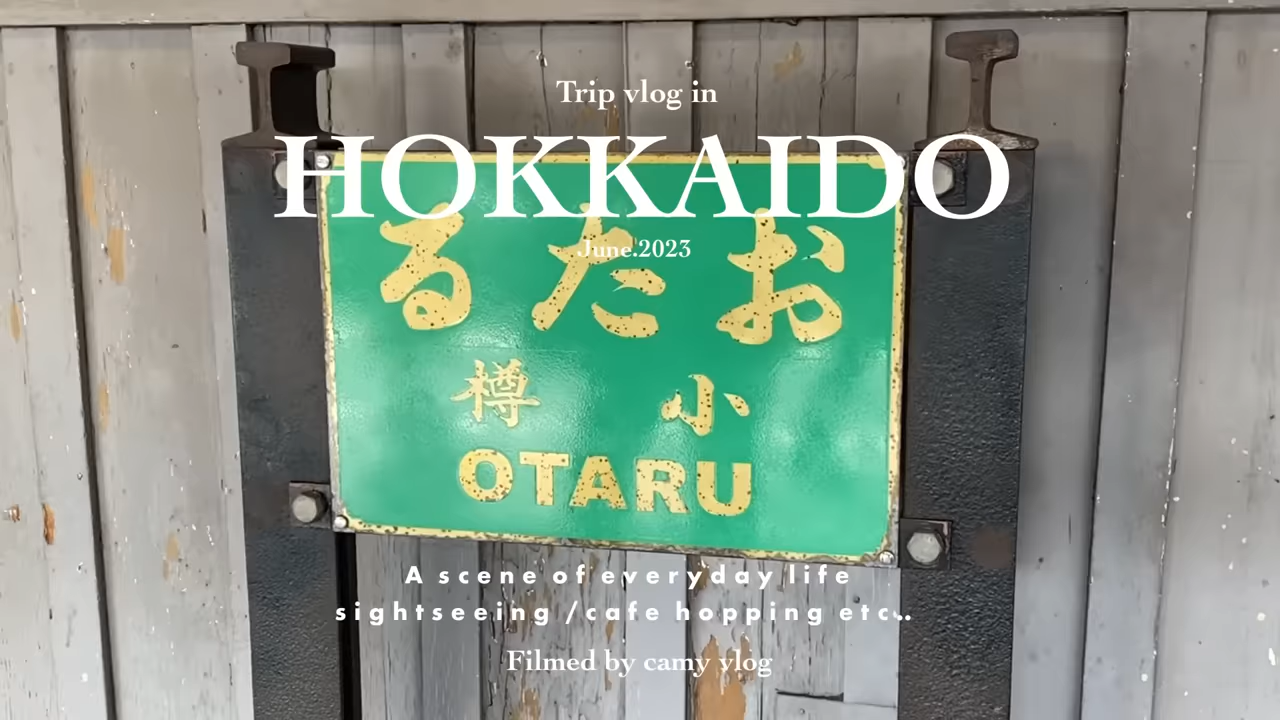 Trip vlog in
HOKKAIDO
June.2023
るたお
樽小
OTARU
A scene of everyday life
sightseeing /cafe hopping etc..
Filmed by camy vlog